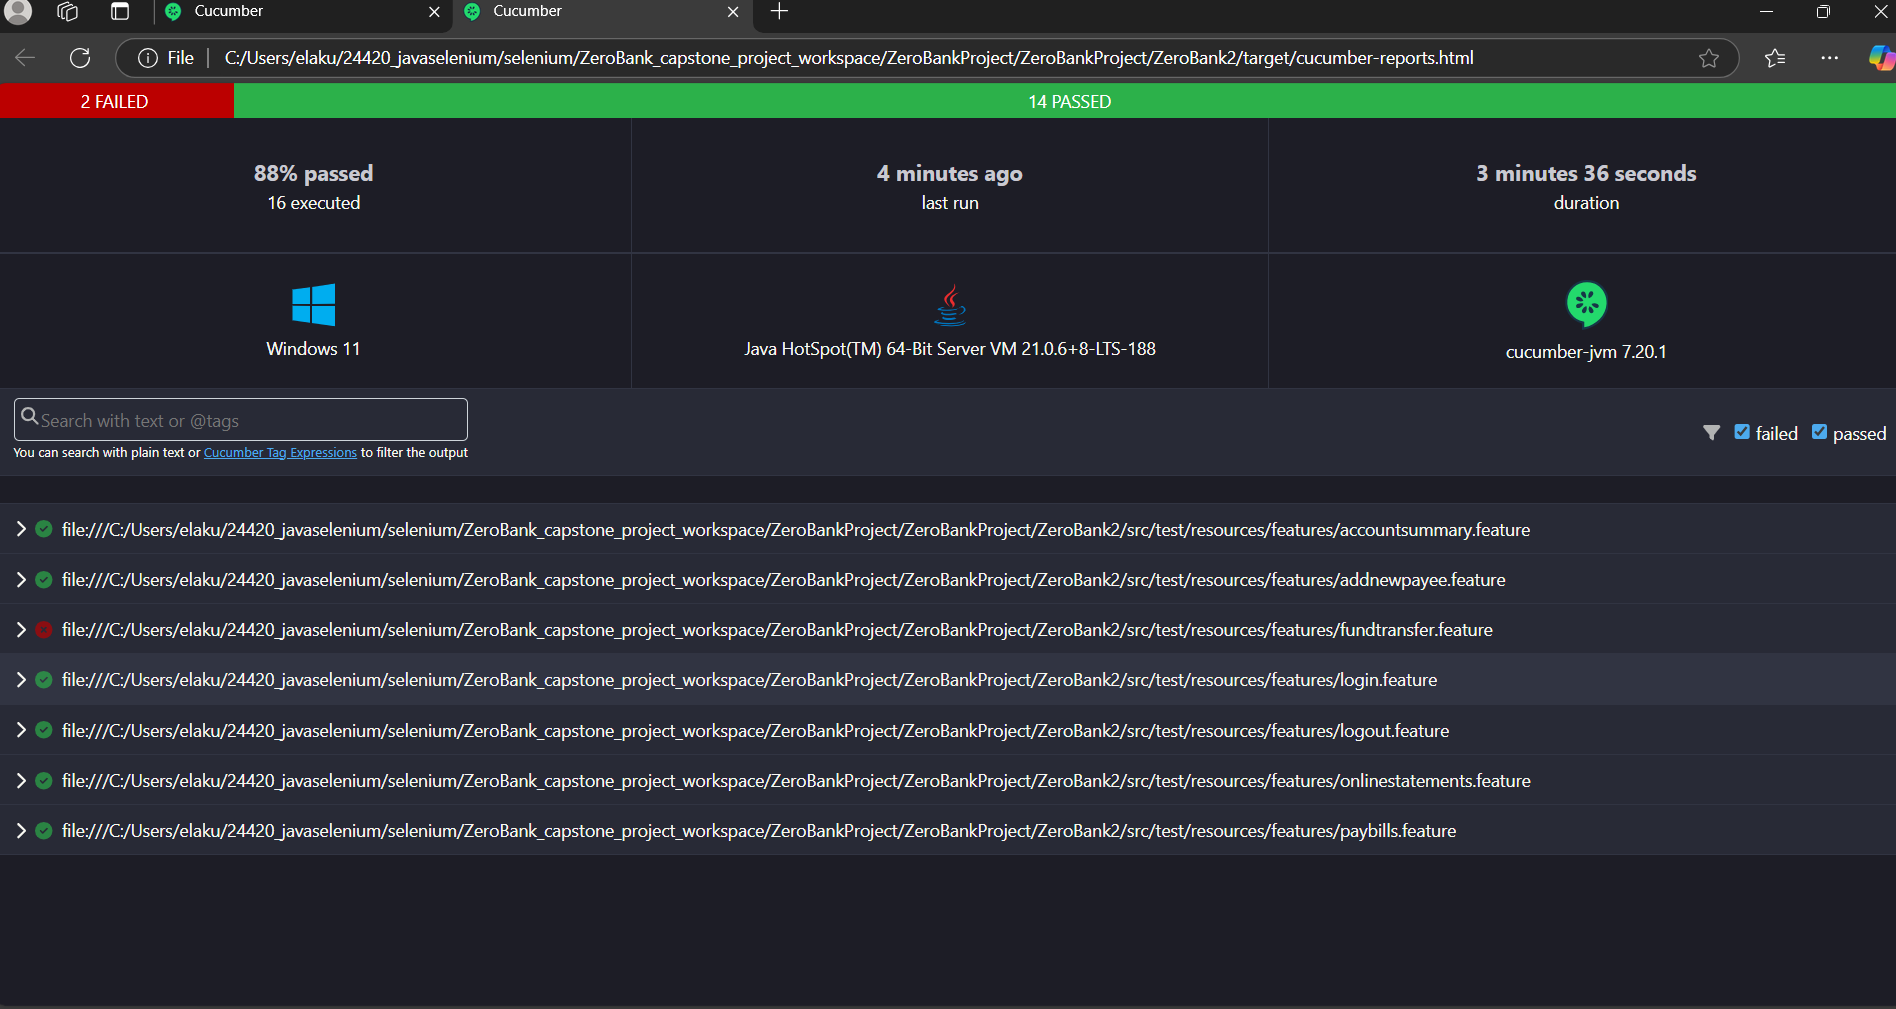 Cucumber
Cucumber
File
C:/Users/elaku/24420_javaselenium/selenium/ZeroBank_capstone_project_workspace/ZeroBankProject/ZeroBankProject/ZeroBank2/target/cucumber-reports.html
2 FAILED
14 PASSED
88% passed
16 executed
4 minutes ago
last run
3 minutes 36 seconds
duration
Windows 11
Java HotSpot(TM) 64-Bit Server VM 21.0.6+8-LTS-188
cucumber-jvm 7.20.1
Search with text or @tags
You can search with plain text or Cucumber Tag Expressions to filter the output
failed
passed
file:///C:/Users/elaku/24420_javaselenium/selenium/ZeroBank_capstone_project_workspace/ZeroBankProject/ZeroBankProject/ZeroBank2/src/test/resources/features/accountsummary.feature
file:///C:/Users/elaku/24420_javaselenium/selenium/ZeroBank_capstone_project_workspace/ZeroBankProject/ZeroBankProject/ZeroBank2/src/test/resources/features/addnewpayee.feature
file:///C:/Users/elaku/24420_javaselenium/selenium/ZeroBank_capstone_project_workspace/ZeroBankProject/ZeroBankProject/ZeroBank2/src/test/resources/features/fundtransfer.feature
file:///C:/Users/elaku/24420_javaselenium/selenium/ZeroBank_capstone_project_workspace/ZeroBankProject/ZeroBankProject/ZeroBank2/src/test/resources/features/login.feature
file:///C:/Users/elaku/24420_javaselenium/selenium/ZeroBank_capstone_project_workspace/ZeroBankProject/ZeroBankProject/ZeroBank2/src/test/resources/features/logout.feature
file:///C:/Users/elaku/24420_javaselenium/selenium/ZeroBank_capstone_project_workspace/ZeroBankProject/ZeroBankProject/ZeroBank2/src/test/resources/features/onlinestatements.feature
file:///C:/Users/elaku/24420_javaselenium/selenium/ZeroBank_capstone_project_workspace/ZeroBankProject/ZeroBankProject/ZeroBank2/src/test/resources/features/paybills.feature